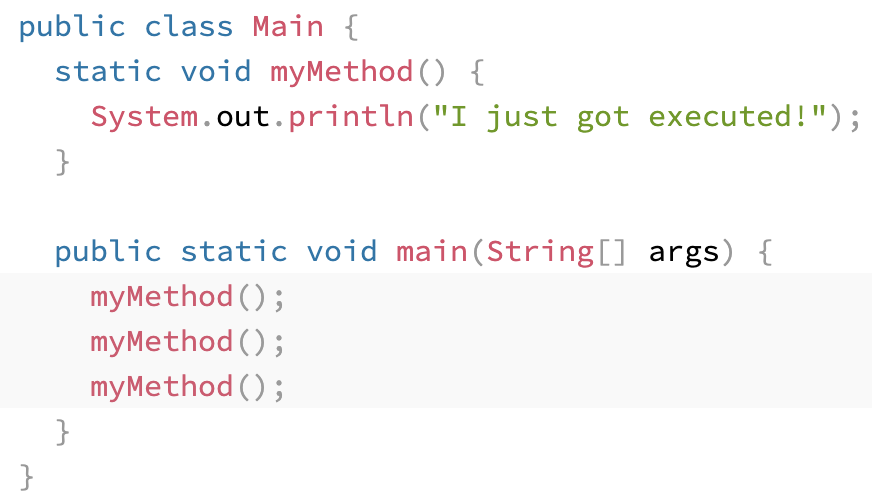 public class Main {
  static void myMethod() {
    System.out.println("I just got executed!");
  }

  public static void main(String[] args) {
    myMethod();
    myMethod();
    myMethod();
  }
}